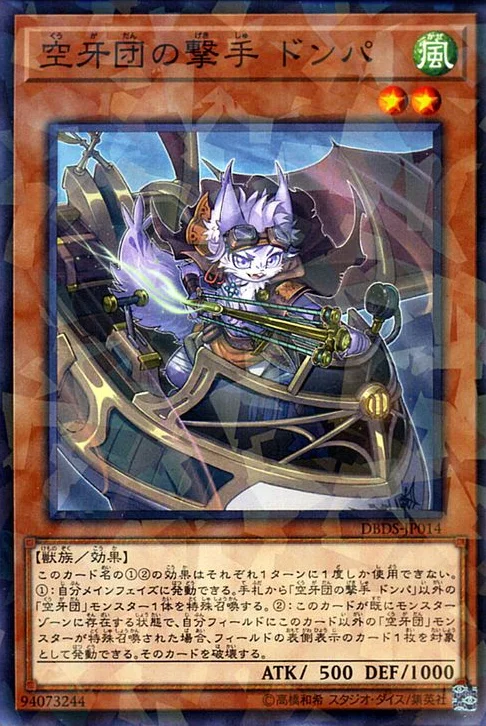 空牙団の撃手 ドンパ
風
DBDS-JP014
【獣族／効果】
このカード名の①②の効果はそれぞれ１ターンに１度しか使用できない。
①：自分メインフェイズに発動できる。手札から「空牙団の撃手 ドンパ」以外の
「空牙団」モンスター１体を特殊召喚する。②：このカードが既にモンスター
ゾーンに存在する状態で、自分フィールドにこのカード以外の「空牙団」モン
スターが特殊召喚された場合、フィールドの表側表示のカード１枚を対象
として発動できる。そのカードを破壊する。
ATK/ 500 DEF/1000
94073244
©高橋和希 スタジオ・ダイス/集英社